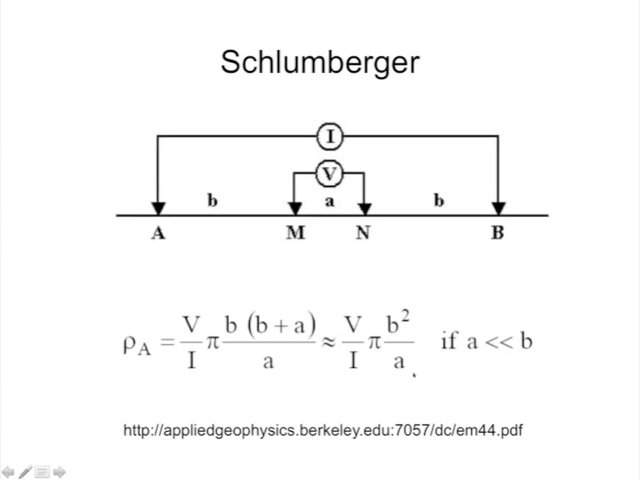 Schlumberger
I
V
b a b
A M N B
ρ_A = V/I π b (b + a)/a ≈ V/I π b²/a if a << b
http://appliedgeophysics.berkeley.edu:7057/dc/em44.pdf